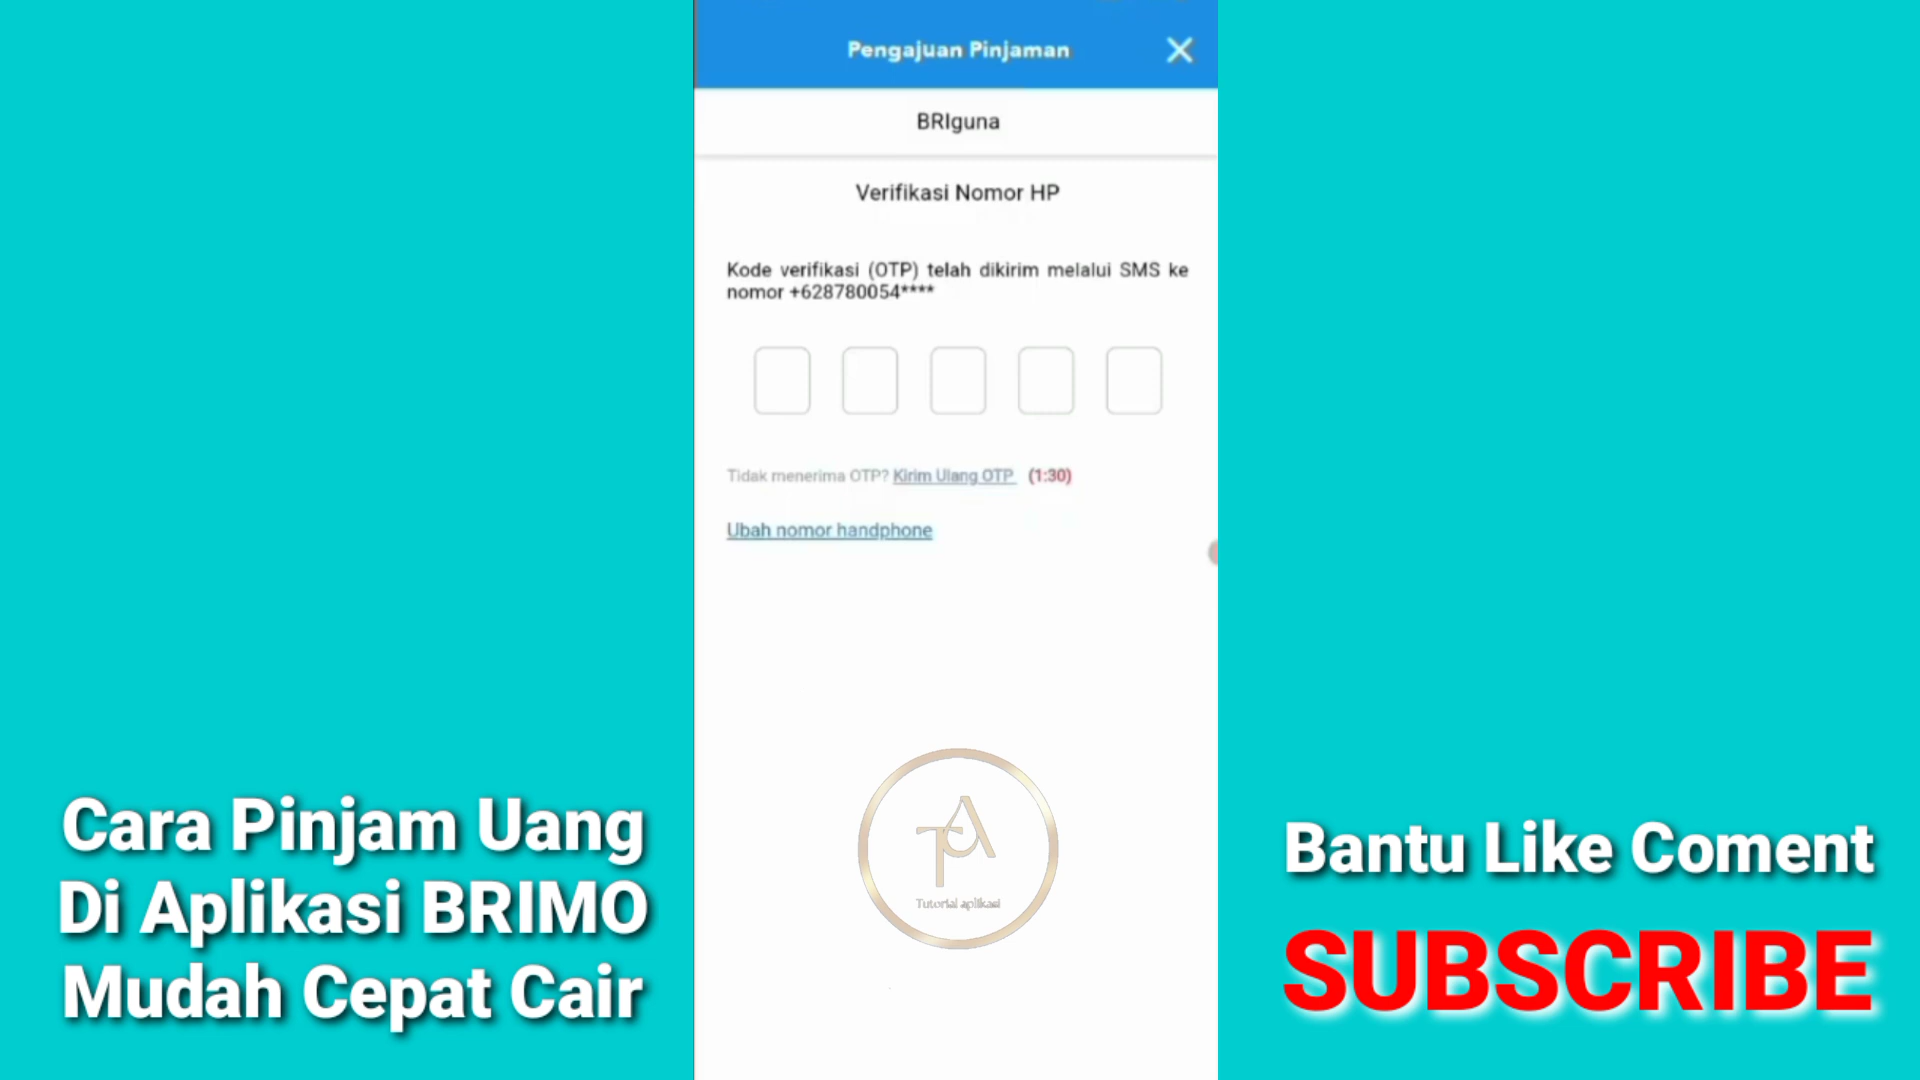 Pengajuan Pinjaman
BRIguna
Verifikasi Nomor HP
Kode verifikasi (OTP) telah dikirim melalui SMS ke
nomor +628780054****
Tidak menerima OTP? Kirim Ulang OTP (1:30)
Ubah nomor handphone
TA
Tutorial aplikasi
Cara Pinjam Uang
Di Aplikasi BRIMO
Mudah Cepat Cair
Bantu Like Coment
SUBSCRIBE